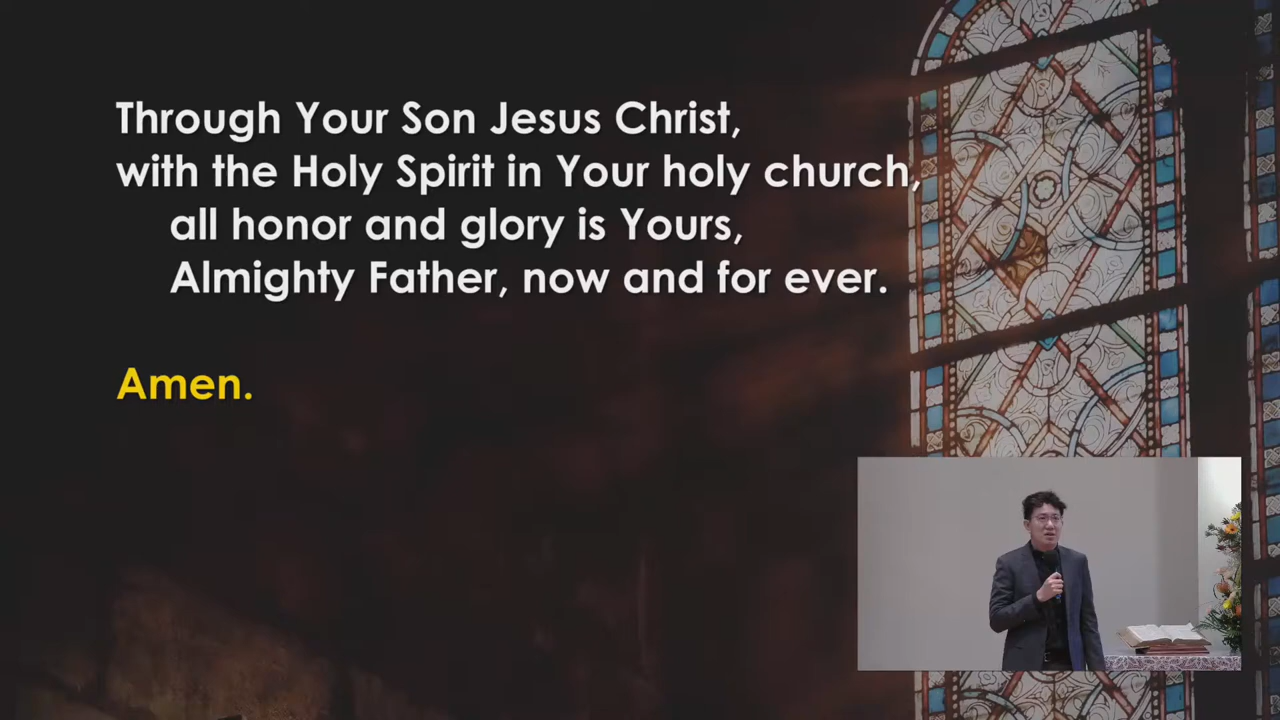 Through Your Son Jesus Christ,
with the Holy Spirit in Your holy church,
all honor and glory is Yours,
Almighty Father, now and for ever.
Amen.